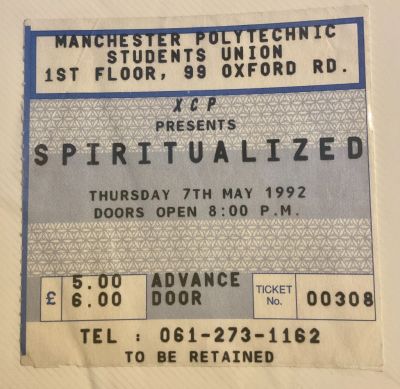 MANCHESTER POLYTECHNIC
STUDENTS UNION
1ST FLOOR, 99 OXFORD RD.
XCP
PRESENTS
SPIRITUALIZED
THURSDAY 7TH MAY 1992
DOORS OPEN 8:00 P.M.
£ 5.00 ADVANCE
6.00 DOOR
TICKET No. 00308
TEL : 061-273-1162
TO BE RETAINED